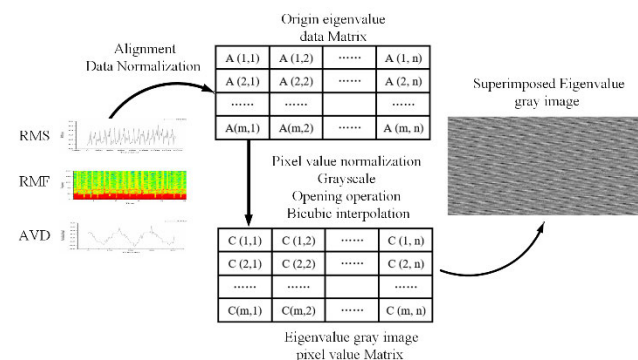 Origin eigenvalue
data Matrix
Alignment
Data Normalization
A (1,1) A (1,2) ...... A (1, n)
A (2,1) A (2,2) ...... A (2, n)
...... ......
A(m,1) A(m,2) ...... A (m, n)
RMS
RMF
AVD
Pixel value normalization
Grayscale
Opening operation
Bicubic interpolation
Superimposed Eigenvalue
gray image
C (1,1) C (1,2) ...... C (1, n)
C (2,1) C (2,2) ...... C (2, n)
...... ......
C(m,1) C(m,2) ...... C (m, n)
Eigenvalue gray image
pixel value Matrix